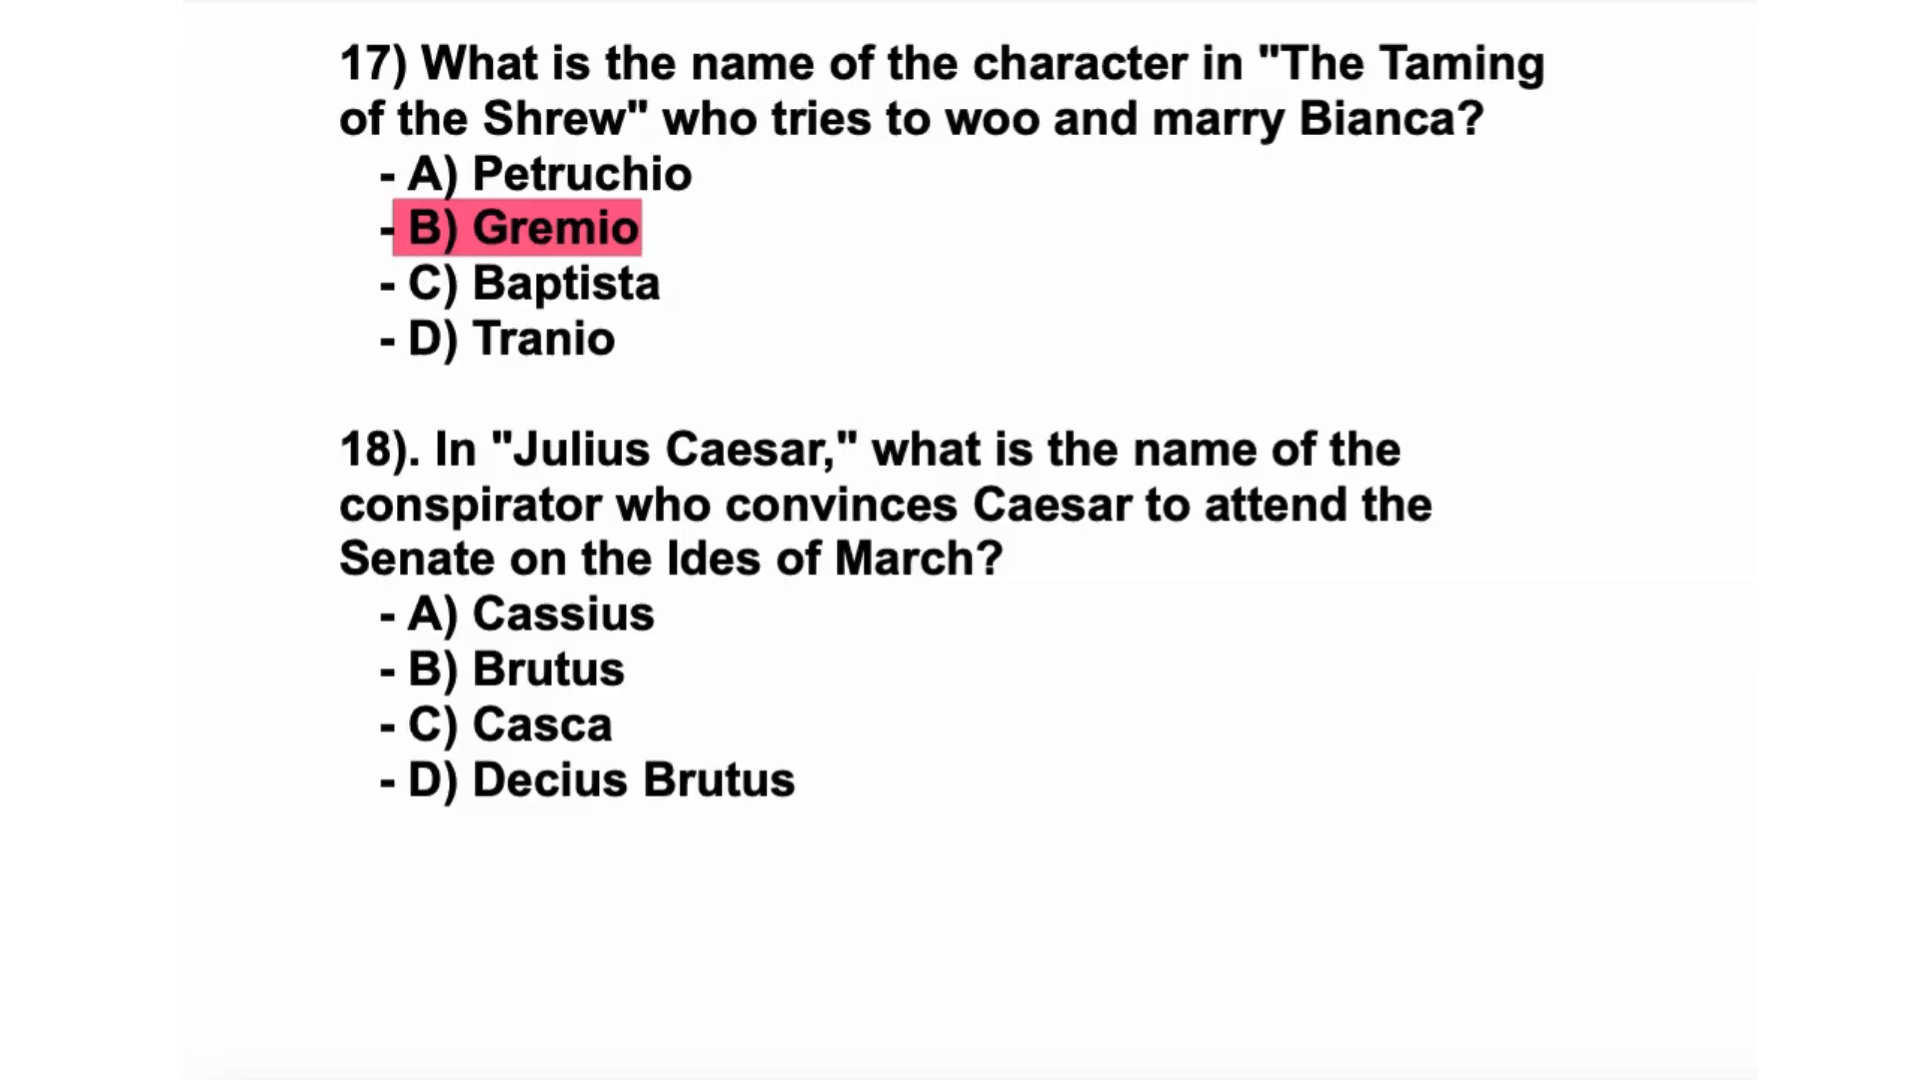 17) What is the name of the character in "The Taming
of the Shrew" who tries to woo and marry Bianca?
- A) Petruchio
- B) Gremio
- C) Baptista
- D) Tranio
18). In "Julius Caesar," what is the name of the
conspirator who convinces Caesar to attend the
Senate on the Ides of March?
- A) Cassius
- B) Brutus
- C) Casca
- D) Decius Brutus